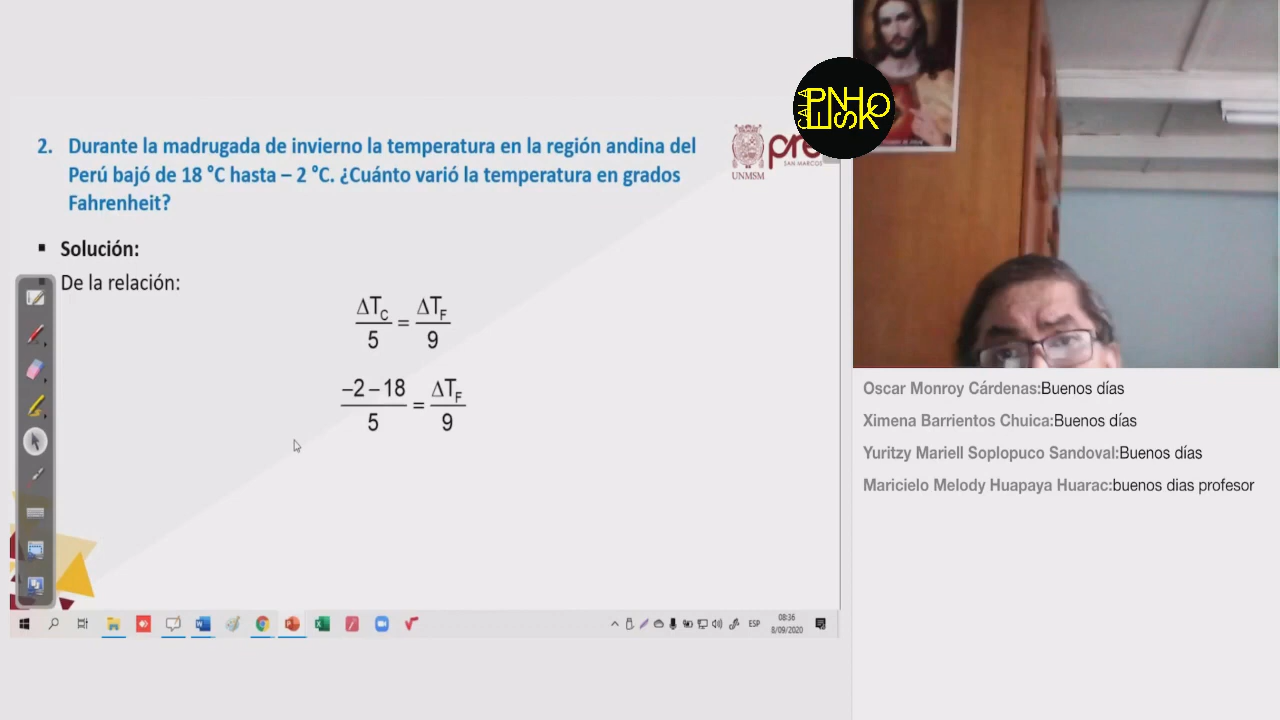 2. Durante la madrugada de invierno la temperatura en la región andina del
Perú bajó de 18 °C hasta – 2 °C. ¿Cuánto varió la temperatura en grados
Fahrenheit?
▪ Solución:
De la relación:
ΔT_C / 5 = ΔT_F / 9
(–2 – 18) / 5 = ΔT_F / 9
UNMSM
pre
SAN MARCOS
Oscar Monroy Cárdenas:Buenos días
Ximena Barrientos Chuica:Buenos días
Yuritzy Mariell Soplopuco Sandoval:Buenos días
Maricielo Melody Huapaya Huarac:buenos dias profesor
ESP
08:36
8/09/2020